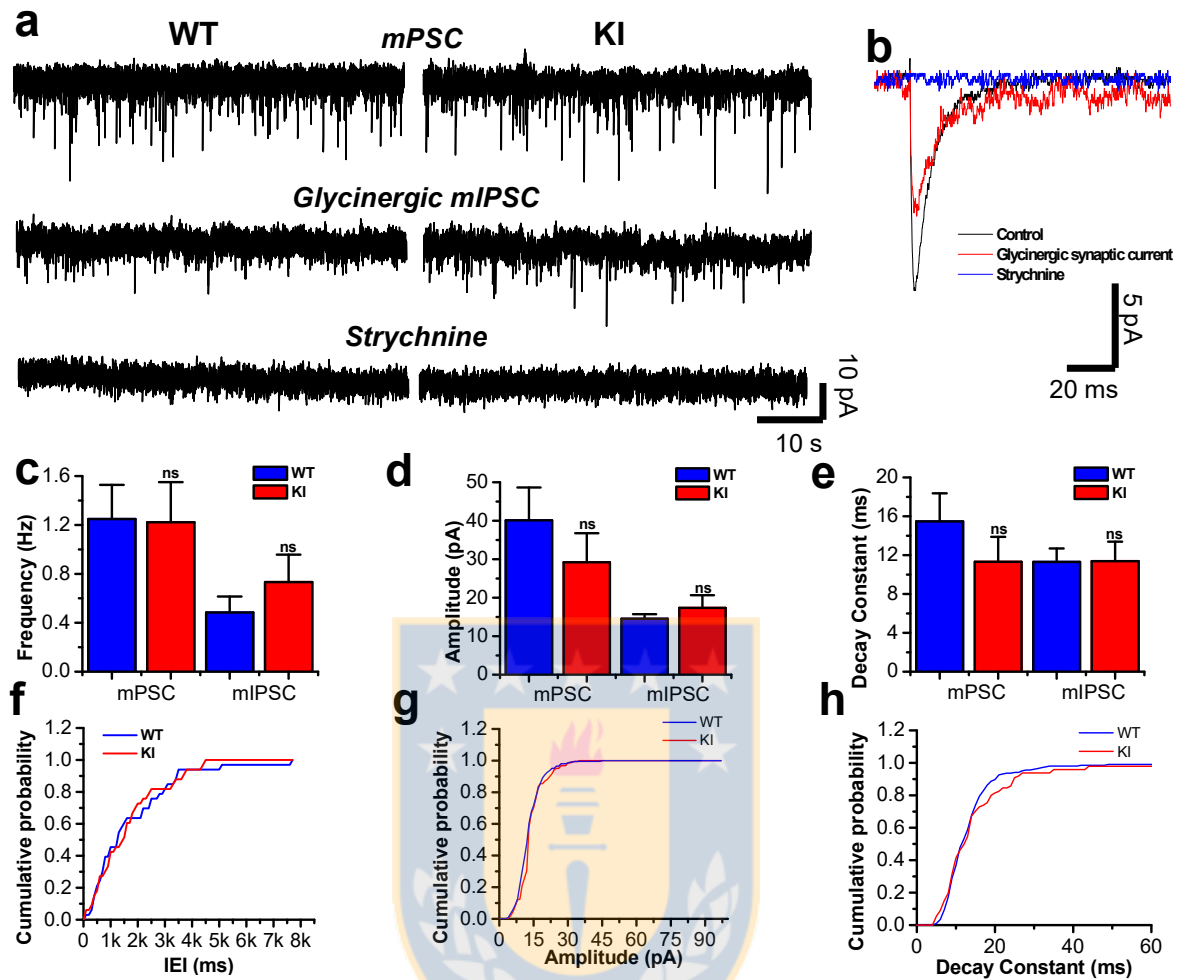 a
WT
mPSC
KI
Glycinergic mIPSC
Strychnine
10 pA
10 s
b
Control
Glycinergic synaptic current
Strychnine
5 pA
20 ms
c
WT
KI
ns
ns
1.6
1.2
0.8
0.4
0.0
Frequency (Hz)
mPSC
mIPSC
d
WT
KI
ns
ns
50
40
30
20
10
0
Amplitude (pA)
mPSC
mIPSC
e
WT
KI
ns
ns
20
16
12
8
4
0
Decay Constant (ms)
mPSC
mIPSC
f
WT
KI
1.2
1.0
0.8
0.6
0.4
0.2
0.0
Cumulative probability
0 1k 2k 3k 4k 5k 6k 7k 8k
IEI (ms)
g
WT
KI
1.2
1.0
0.8
0.6
0.4
0.2
0.0
Cumulative probability
0 15 30 45 60 75 90
Amplitude (pA)
h
WT
KI
1.2
1.0
0.8
0.6
0.4
0.2
0.0
Cumulative probability
0 20 40 60
Decay Constant (ms)